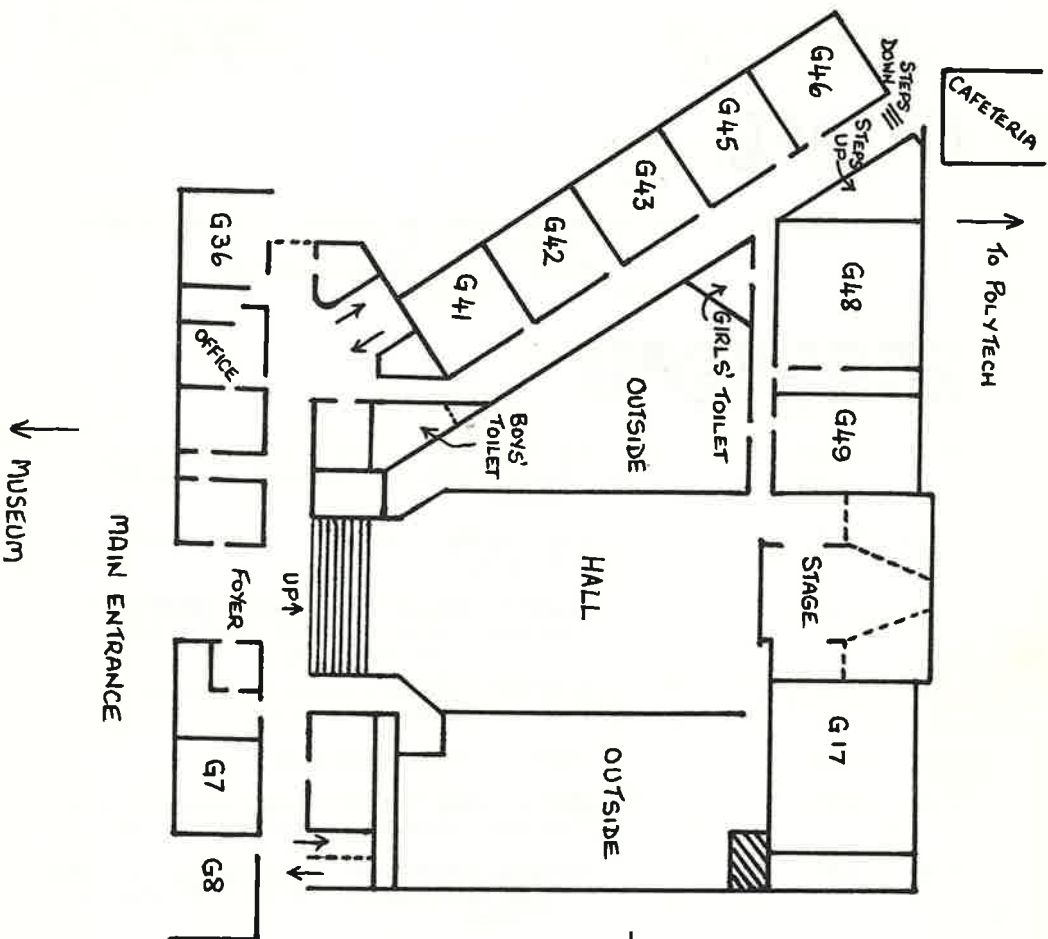 CAFETERIA
TO POLYTECH
STEPS
DOWN
STEPS
UP
G46
G45
G43
G42
G41
G48
G49
GIRLS' TOILET
OUTSIDE
BOYS'
TOILET
G36
OFFICE
HALL
STAGE
G17
OUTSIDE
UP
FOYER
MAIN ENTRANCE
G7
G8
MUSEUM